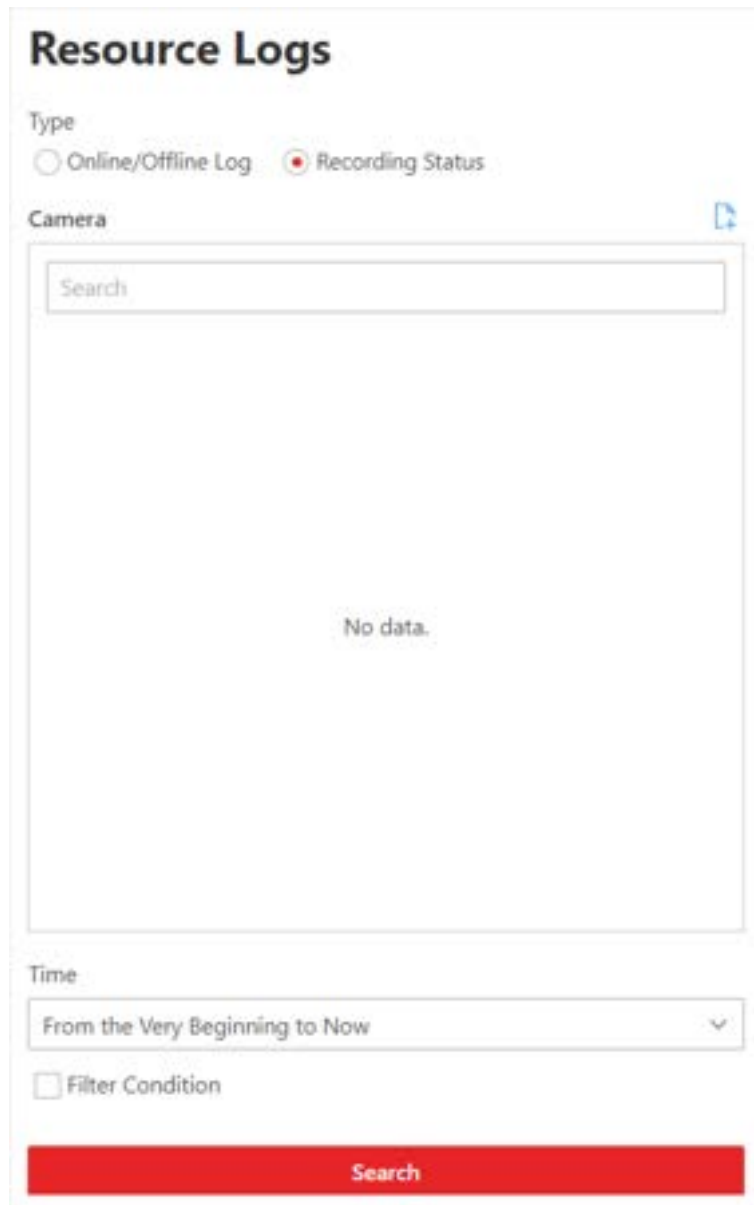 Resource Logs
Type
Online/Offline Log Recording Status
Camera
Search
No data.
Time
From the Very Beginning to Now
Filter Condition
Search